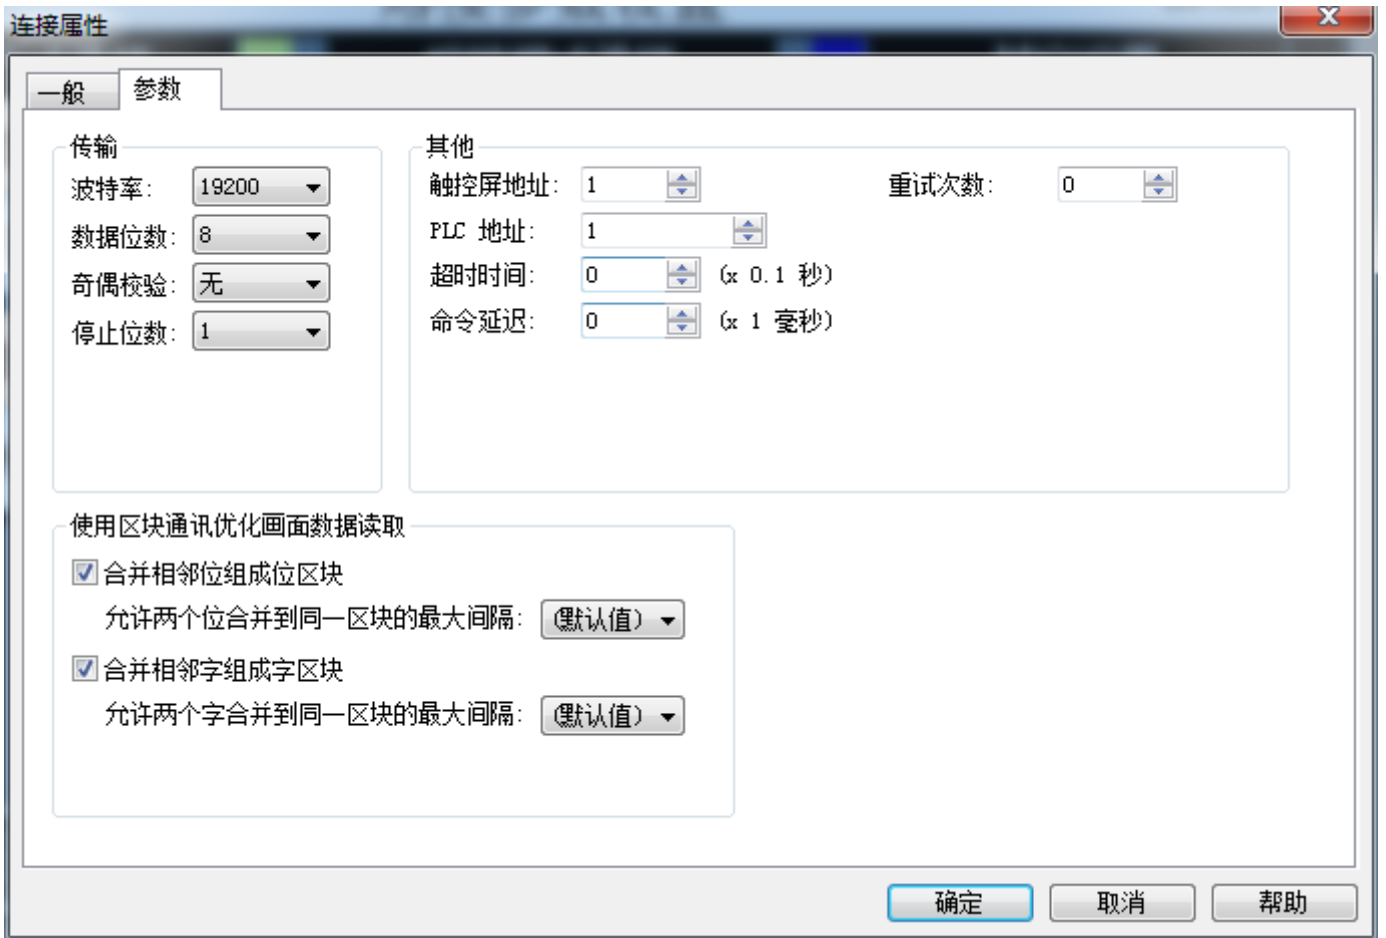 连接属性
一般
参数
传输
波特率: 19200
数据位数: 8
奇偶校验: 无
停止位数: 1
其他
触控屏地址: 1
重试次数: 0
PLC 地址: 1
超时时间: 0 (x 0.1 秒)
命令延迟: 0 (x 1 毫秒)
使用区块通讯优化画面数据读取
合并相邻位组成位区块
允许两个位合并到同一区块的最大间隔: (默认值)
合并相邻字组成字区块
允许两个字合并到同一区块的最大间隔: (默认值)
确定
取消
帮助